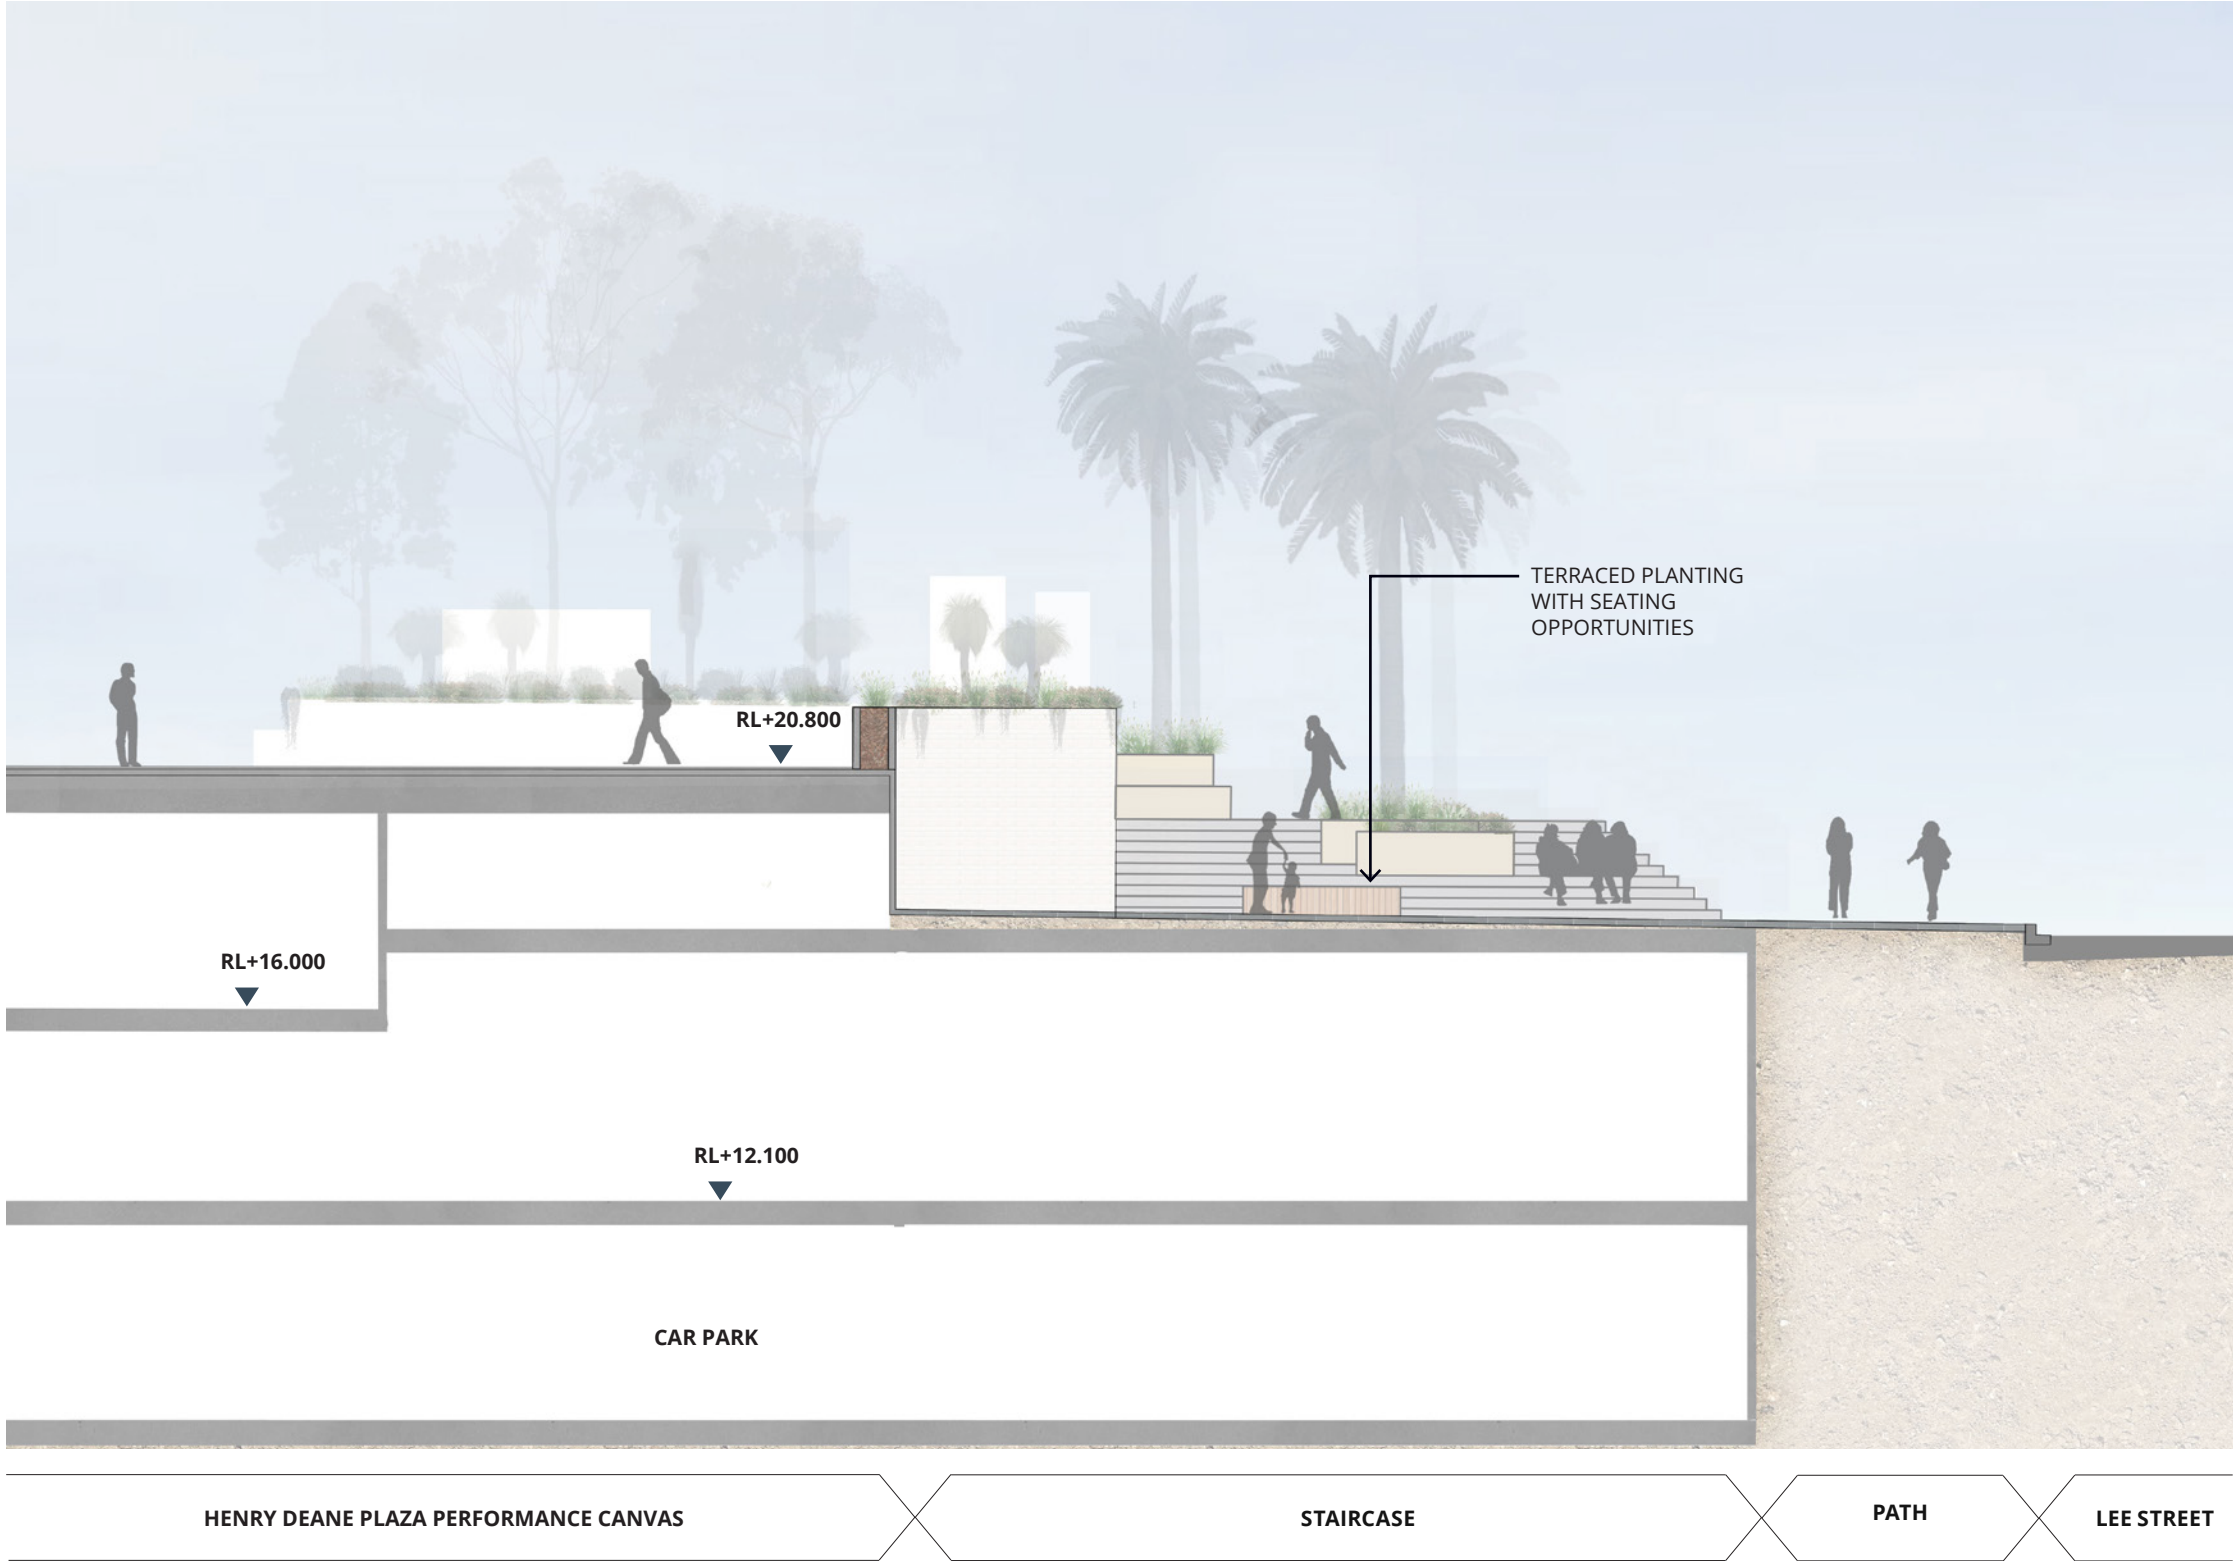 TERRACED PLANTING
WITH SEATING
OPPORTUNITIES
RL+20.800
RL+16.000
RL+12.100
CAR PARK
HENRY DEANE PLAZA PERFORMANCE CANVAS
STAIRCASE
PATH
LEE STREET